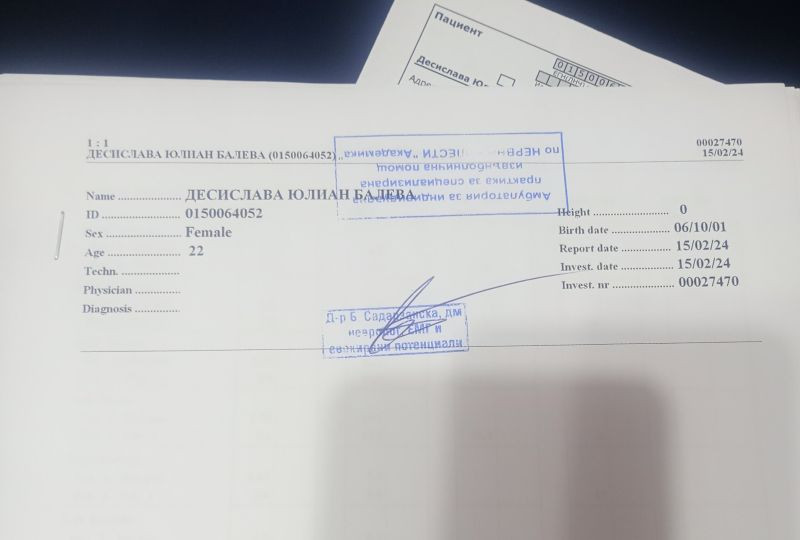 Пациент
Десислава Юл
Адре
1 : 1
ДЕСИСЛАВА ЮЛИАН БАЛЕВА (0150064052)
00027470
15/02/24
Амбулатория за индивидуална
практика за специализирана
извънболнична помощ
по НЕРВНИ БОЛЕСТИ "Академика"
Name ДЕСИСЛАВА ЮЛИАН БАЛЕВА
ID 0150064052
Sex Female
Age 22
Techn.
Physician
Diagnosis
Height 0
Birth date 06/10/01
Report date 15/02/24
Invest. date 15/02/24
Invest. nr 00027470
Д-р Б. Садарзанска, дм
невролог, ЕМГ и
евокирани потенциали